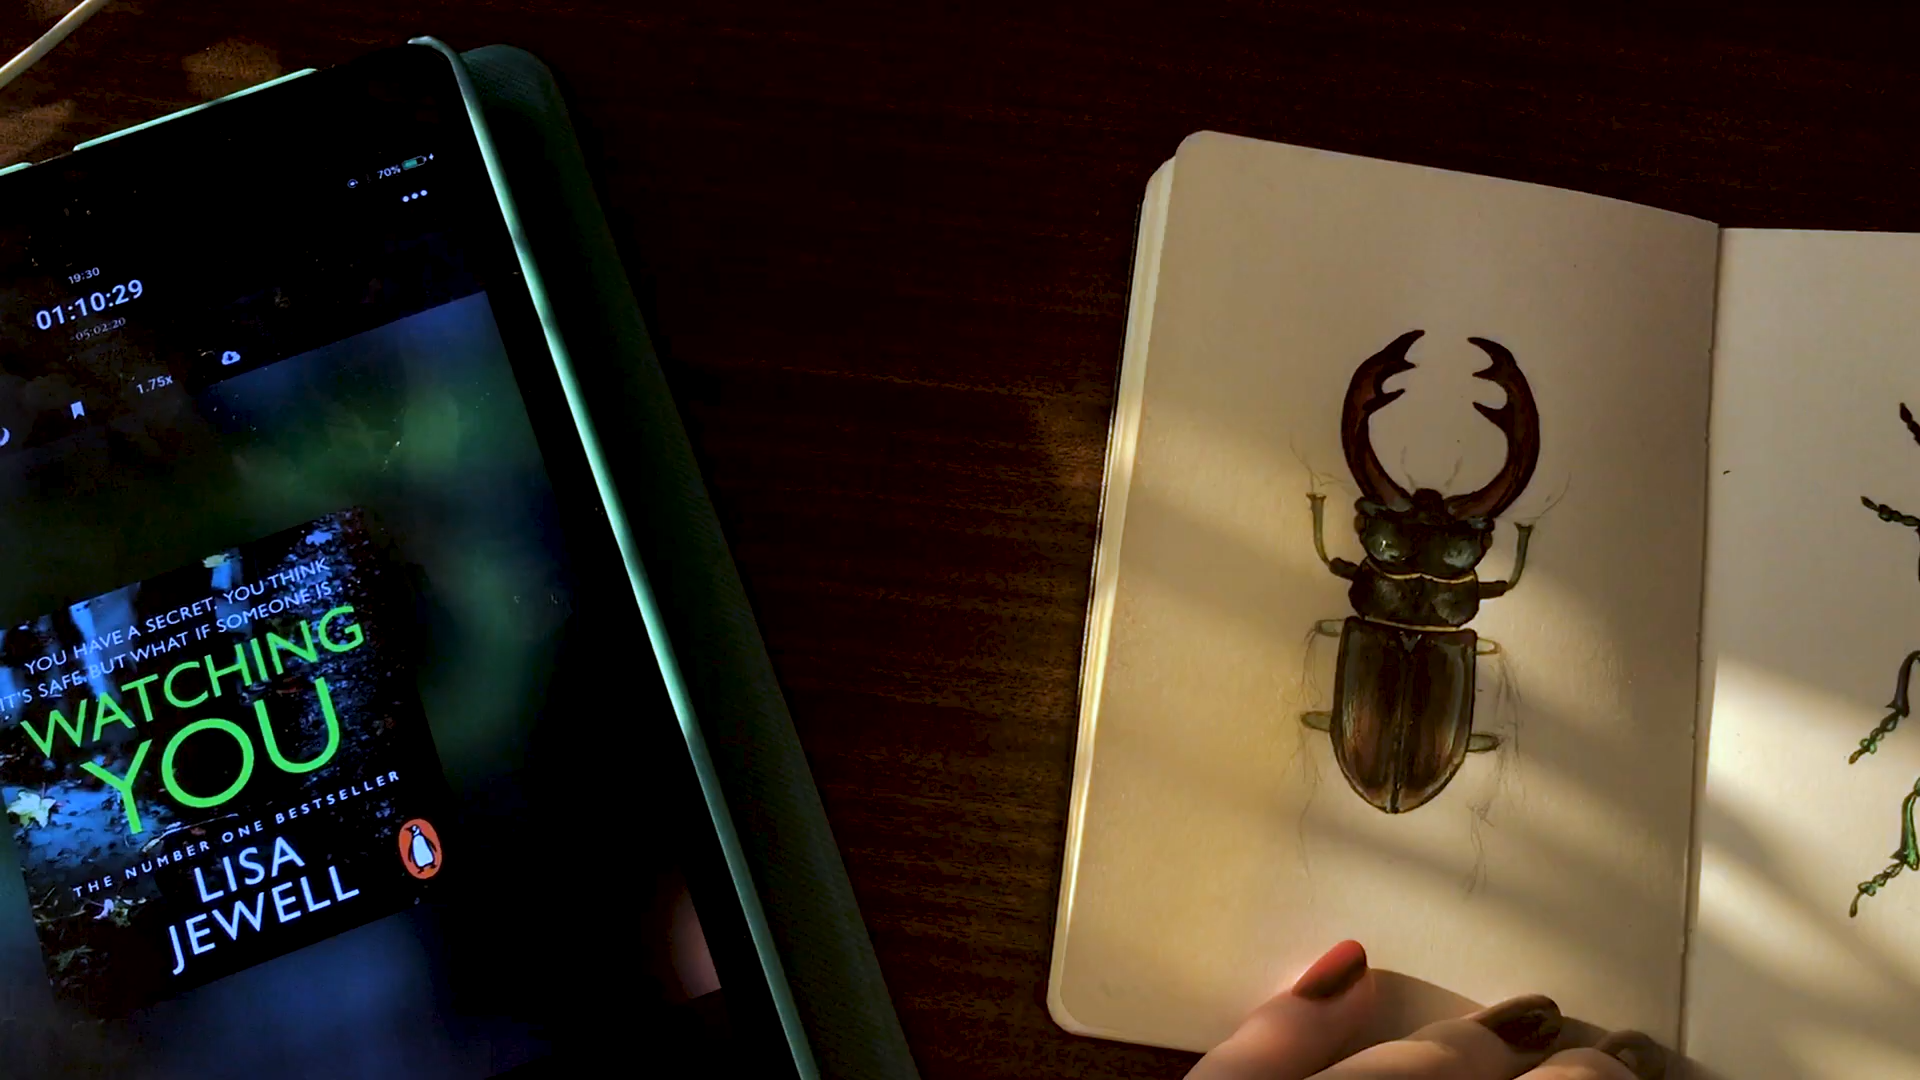 70%
19:30
01:10:29
-05:02:20
1.75x
YOU HAVE A SECRET. YOU THINK
IT'S SAFE. BUT WHAT IF SOMEONE IS
WATCHING
YOU
THE NUMBER ONE BESTSELLER
LISA
JEWELL